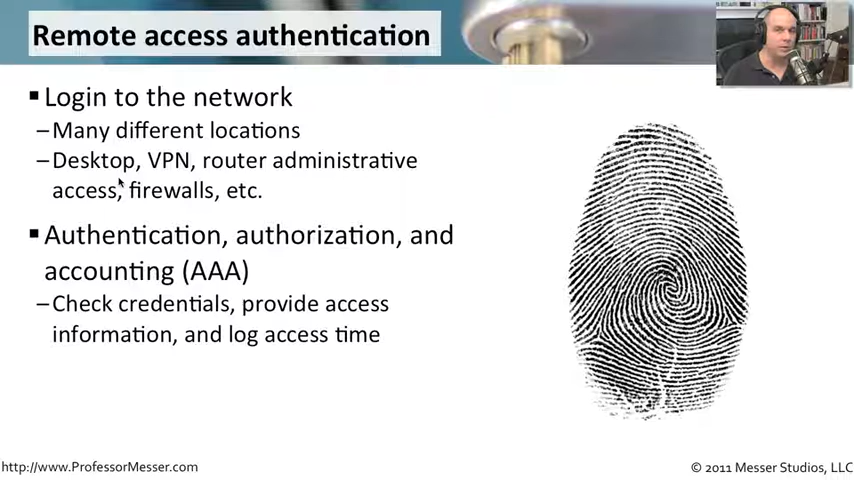 Remote access authentication
▪ Login to the network
–Many different locations
–Desktop, VPN, router administrative
access, firewalls, etc.
▪ Authentication, authorization, and
accounting (AAA)
–Check credentials, provide access
information, and log access time
http://www.ProfessorMesser.com
© 2011 Messer Studios, LLC